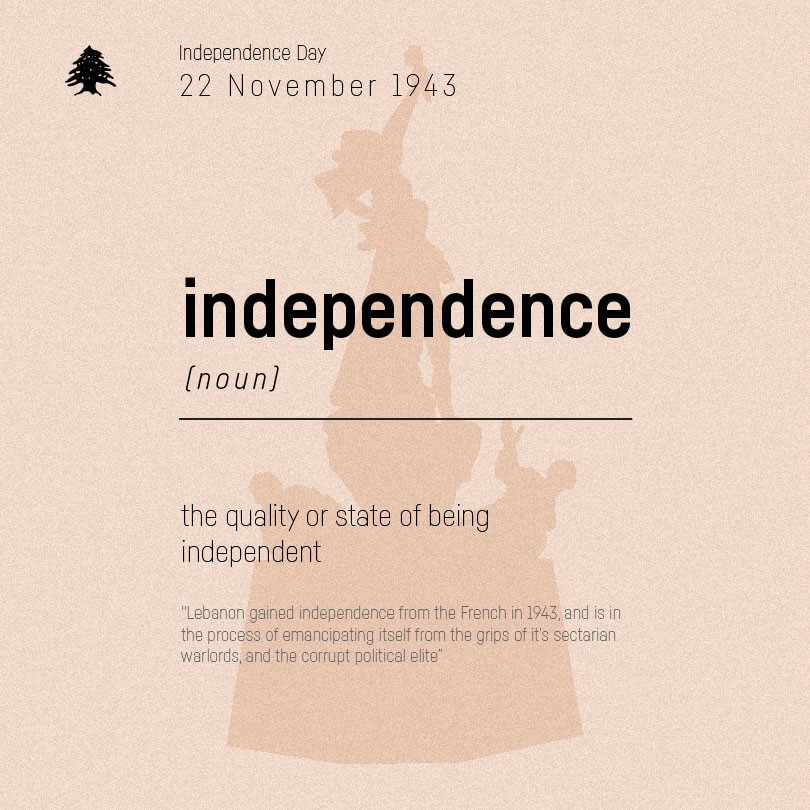 Independence Day
22 November 1943
independence
(noun)
the quality or state of being
independent
"Lebanon gained independence from the French in 1943, and is in
the process of emancipating itself from the grips of it's sectarian
warlords, and the corrupt political elite"